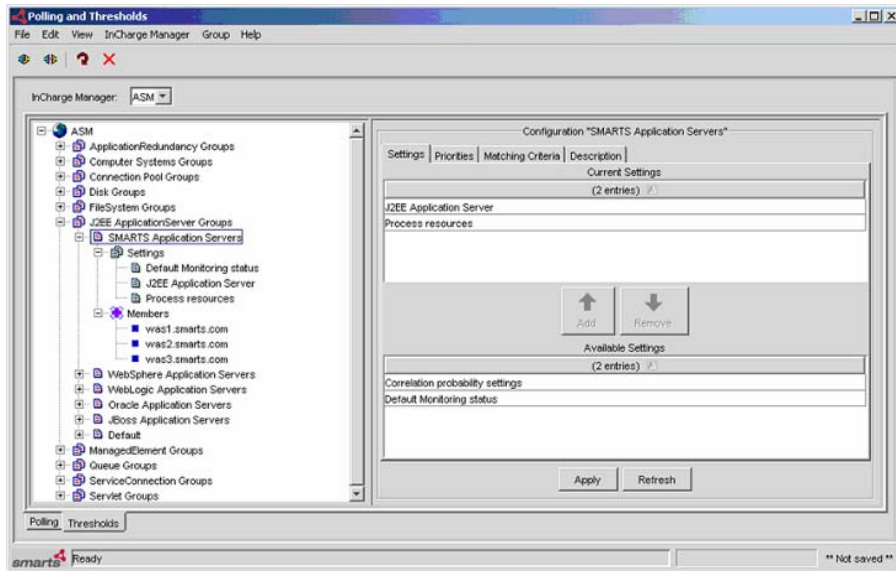 Polling and Thresholds
File Edit View InCharge Manager Group Help
InCharge Manager: ASM
ASM
ApplicationRedundancy Groups
Computer Systems Groups
Connection Pool Groups
Disk Groups
FileSystem Groups
J2EE ApplicationServer Groups
SMARTS Application Servers
Settings
Default Monitoring status
J2EE Application Server
Process resources
Members
was1.smarts.com
was2.smarts.com
was3.smarts.com
WebSphere Application Servers
WebLogic Application Servers
Oracle Application Servers
JBoss Application Servers
Default
ManagedElement Groups
Queue Groups
ServiceConnection Groups
Servlet Groups
Configuration "SMARTS Application Servers"
Settings Priorities Matching Criteria Description
Current Settings
(2 entries)
J2EE Application Server
Process resources
Add Remove
Available Settings
(2 entries)
Correlation probability settings
Default Monitoring status
Apply Refresh
Polling Thresholds
smarts Ready ** Not saved **